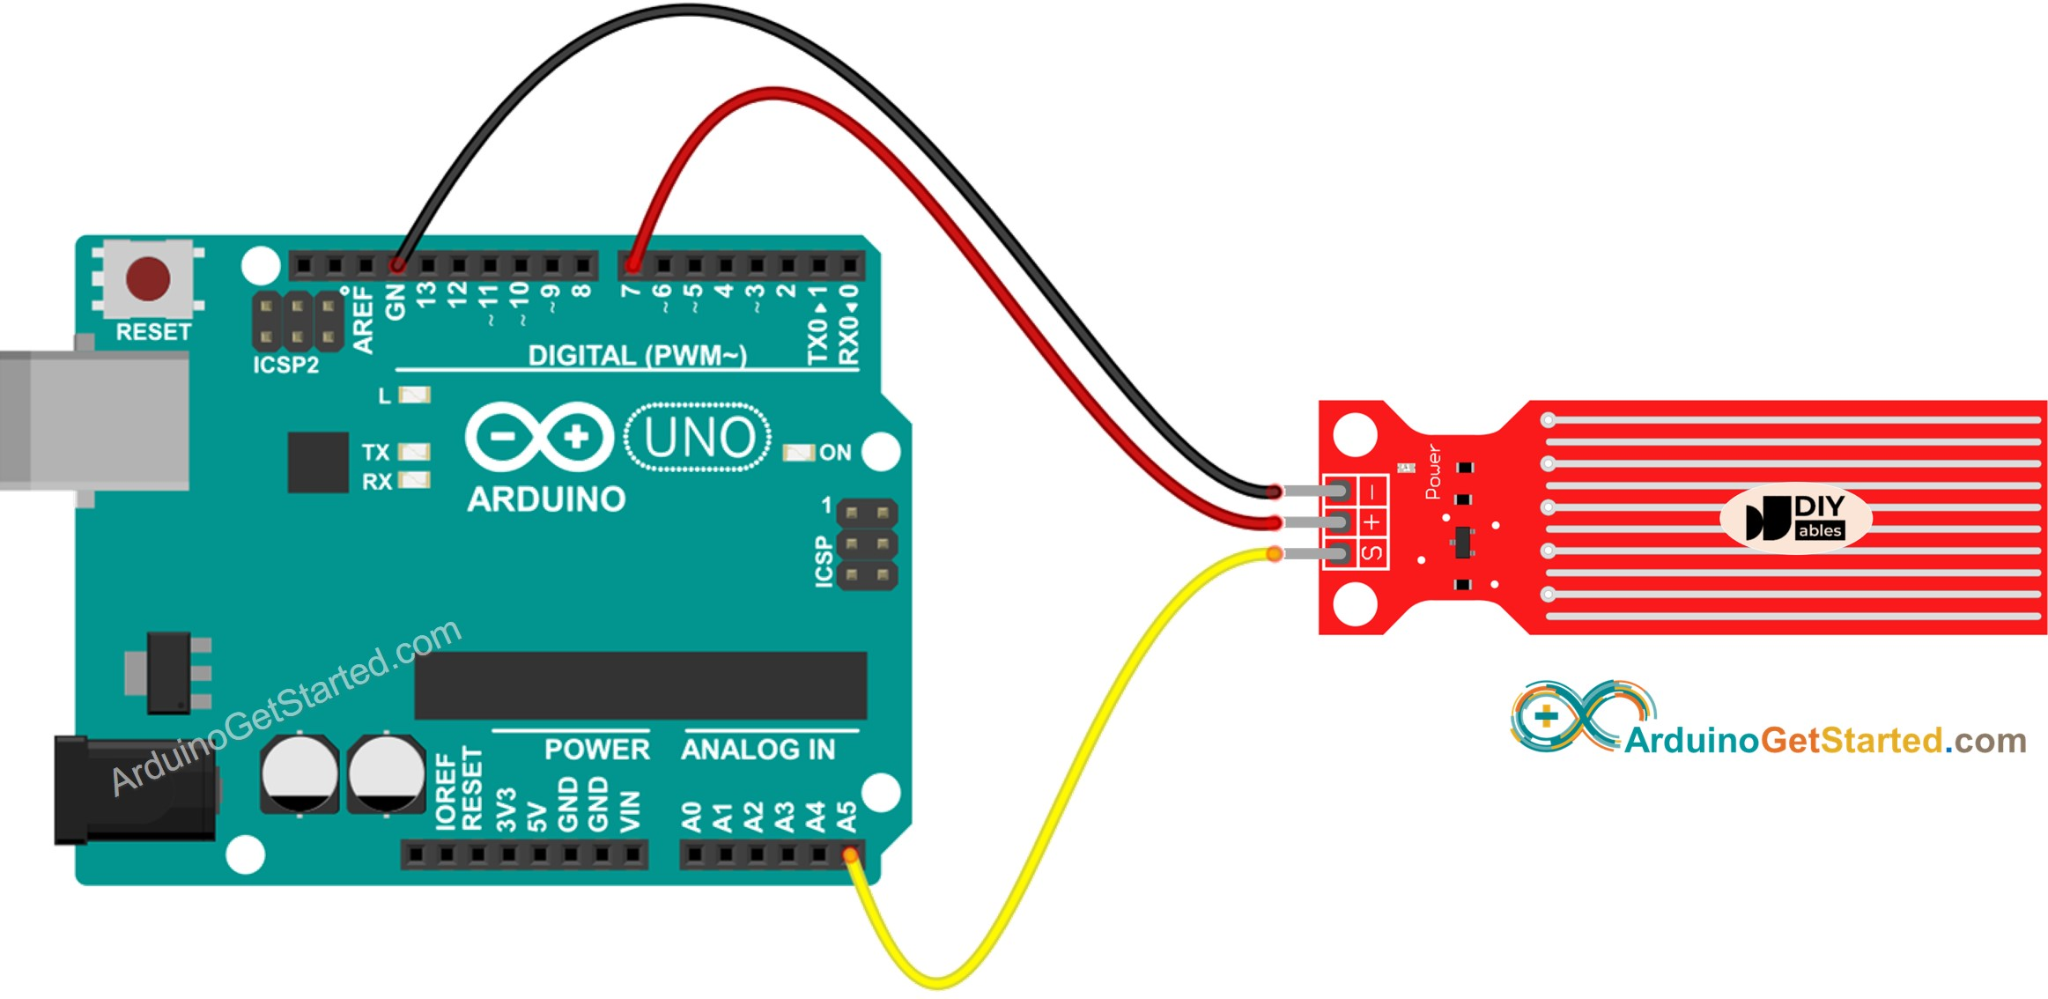 RESET
ICSP2
AREF
GN
13
12
~11
~10
~9
8
7
~6
~5
4
~3
2
TX0▶1
RX0◀0
DIGITAL (PWM~)
L
TX
RX
UNO
ON
ARDUINO
1
ICSP
ArduinoGetStarted.com
POWER
ANALOG IN
IOREF
RESET
3V3
5V
GND
GND
VIN
A0
A1
A2
A3
A4
A5
Power
−
+
S
DIY
ables
ArduinoGetStarted.com